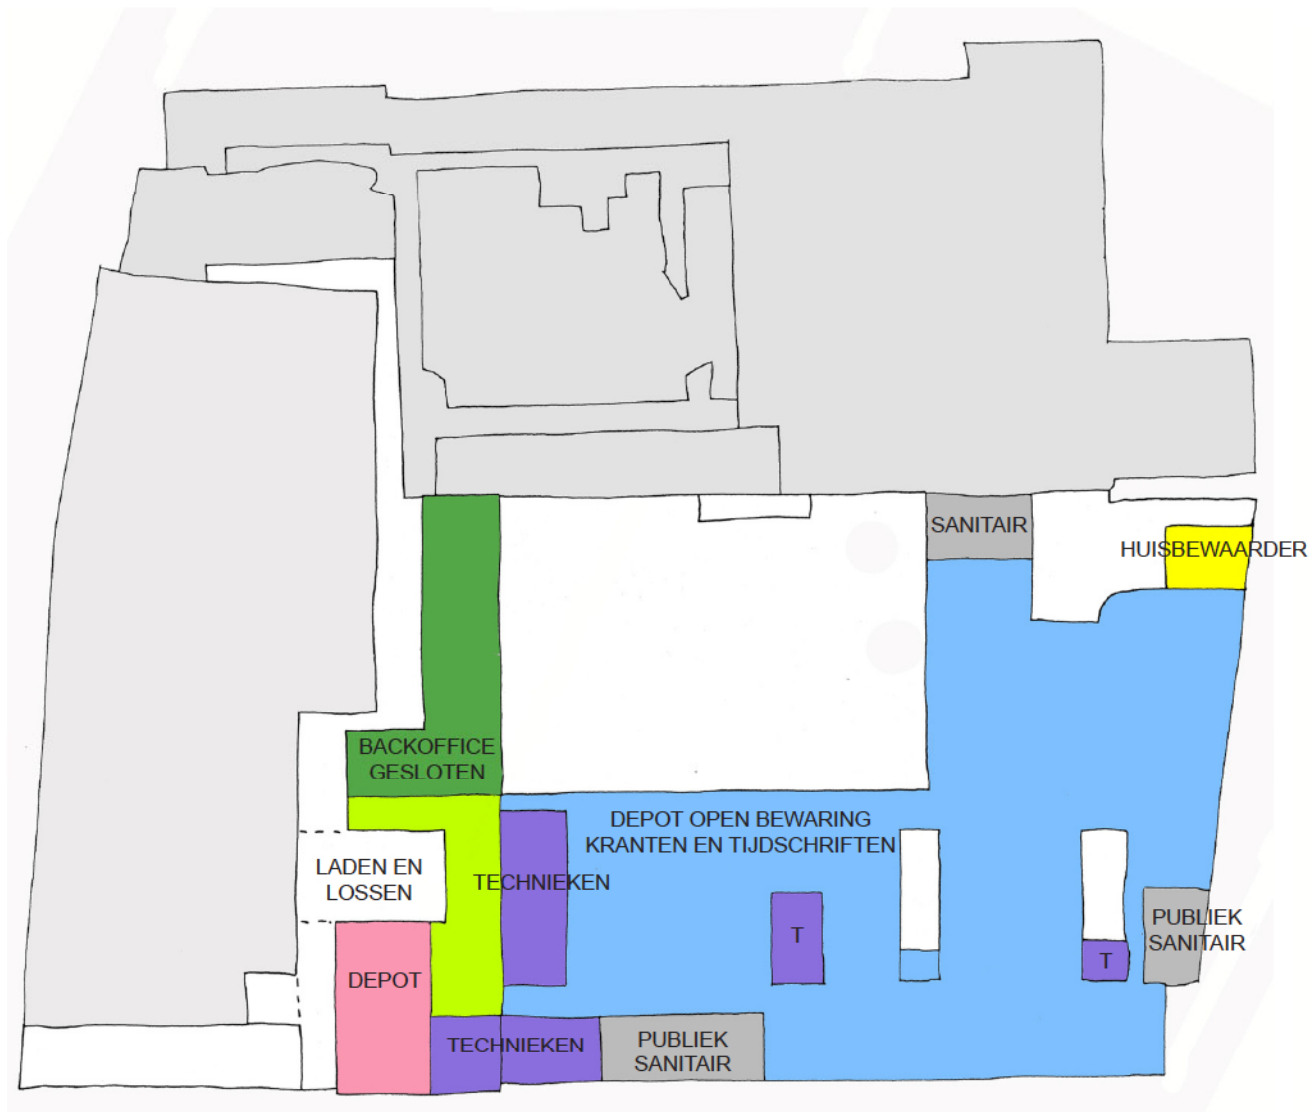 SANITAIR
HUISBEWAARDER
BACKOFFICE
GESLOTEN
DEPOT OPEN BEWARING
KRANTEN EN TIJDSCHRIFTEN
LADEN EN
LOSSEN
TECHNIEKEN
T
PUBLIEK
SANITAIR
T
DEPOT
TECHNIEKEN
PUBLIEK
SANITAIR